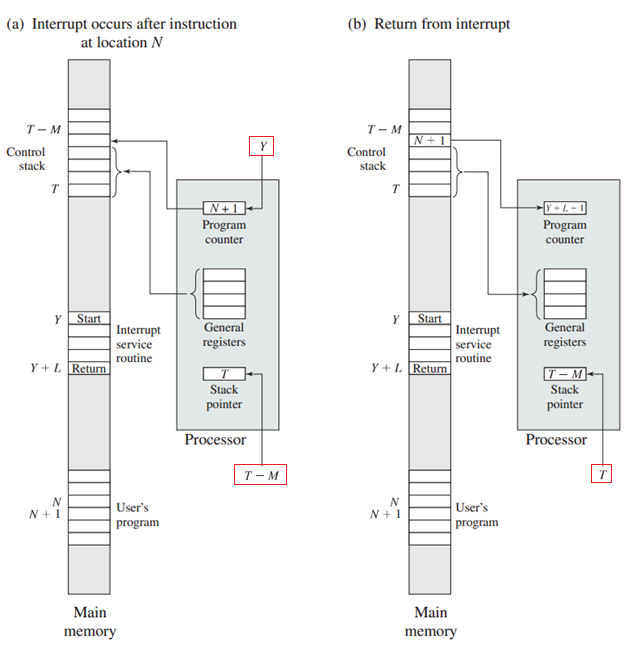 (a) Interrupt occurs after instruction
at location N
T − M
Control
stack
T
Y
N + 1
Program
counter
General
registers
Y
Start
Interrupt
service
routine
Y + L
Return
T
Stack
pointer
Processor
T − M
N
N + 1
User's
program
Main
memory
(b) Return from interrupt
T − M
N + 1
Control
stack
T
Y + L + 1
Program
counter
General
registers
Y
Start
Interrupt
service
routine
Y + L
Return
T − M
Stack
pointer
Processor
T
N
N + 1
User's
program
Main
memory